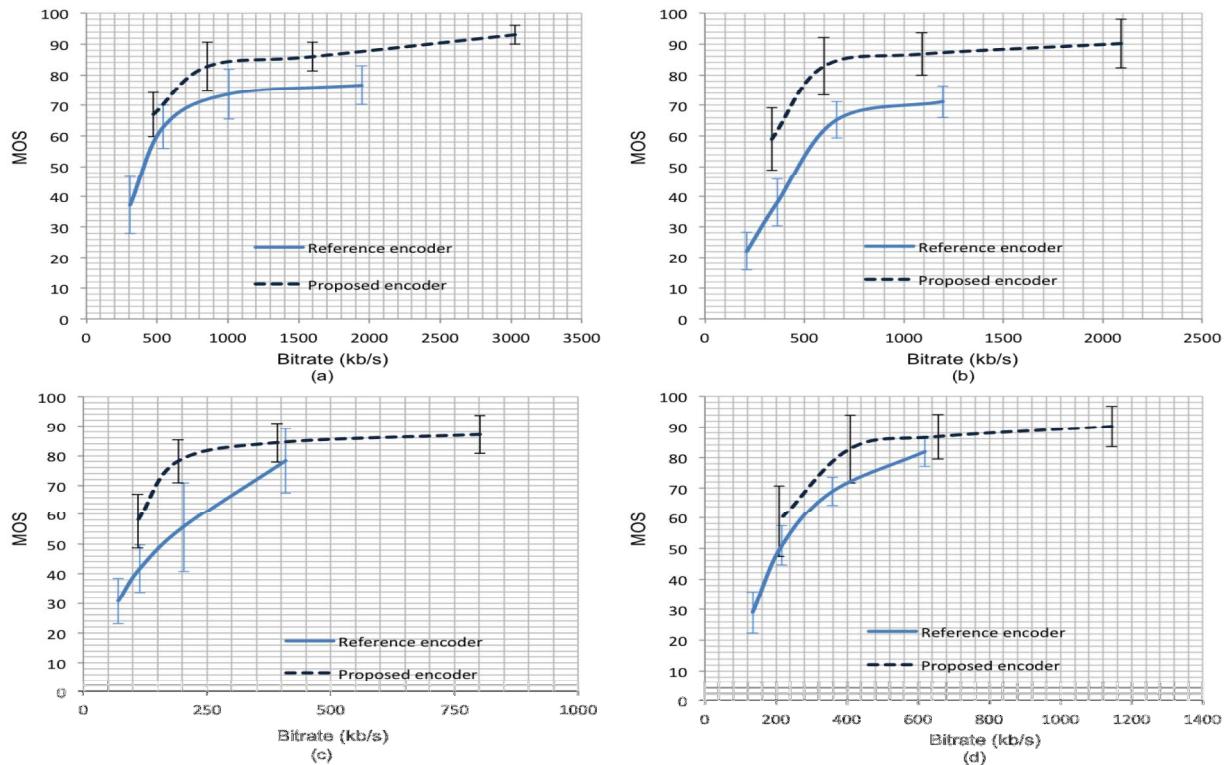 100
90
80
70
60
50
40
30
20
10
0
MOS
Reference encoder
Proposed encoder
0 500 1000 1500 2000 2500 3000 3500
Bitrate (kb/s)
(a)
100
90
80
70
60
50
40
30
20
10
0
MOS
Reference encoder
Proposed encoder
0 500 1000 1500 2000 2500
Bitrate (kb/s)
(b)
100
90
80
70
60
50
40
30
20
10
0
MOS
Reference encoder
Proposed encoder
0 250 500 750 1000
Bitrate (kb/s)
(c)
100
90
80
70
60
50
40
30
20
10
0
MOS
Reference encoder
Proposed encoder
0 200 400 600 800 1000 1200 1400
Bitrate (kb/s)
(d)